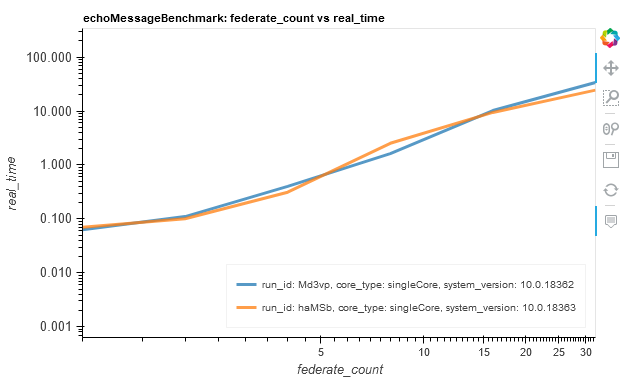 echoMessageBenchmark: federate_count vs real_time
100.000
10.000
1.000
0.100
0.010
0.001
real_time
run_id: Md3vp, core_type: singleCore, system_version: 10.0.18362
run_id: haMSb, core_type: singleCore, system_version: 10.0.18363
5 10 15 20 25 30
federate_count